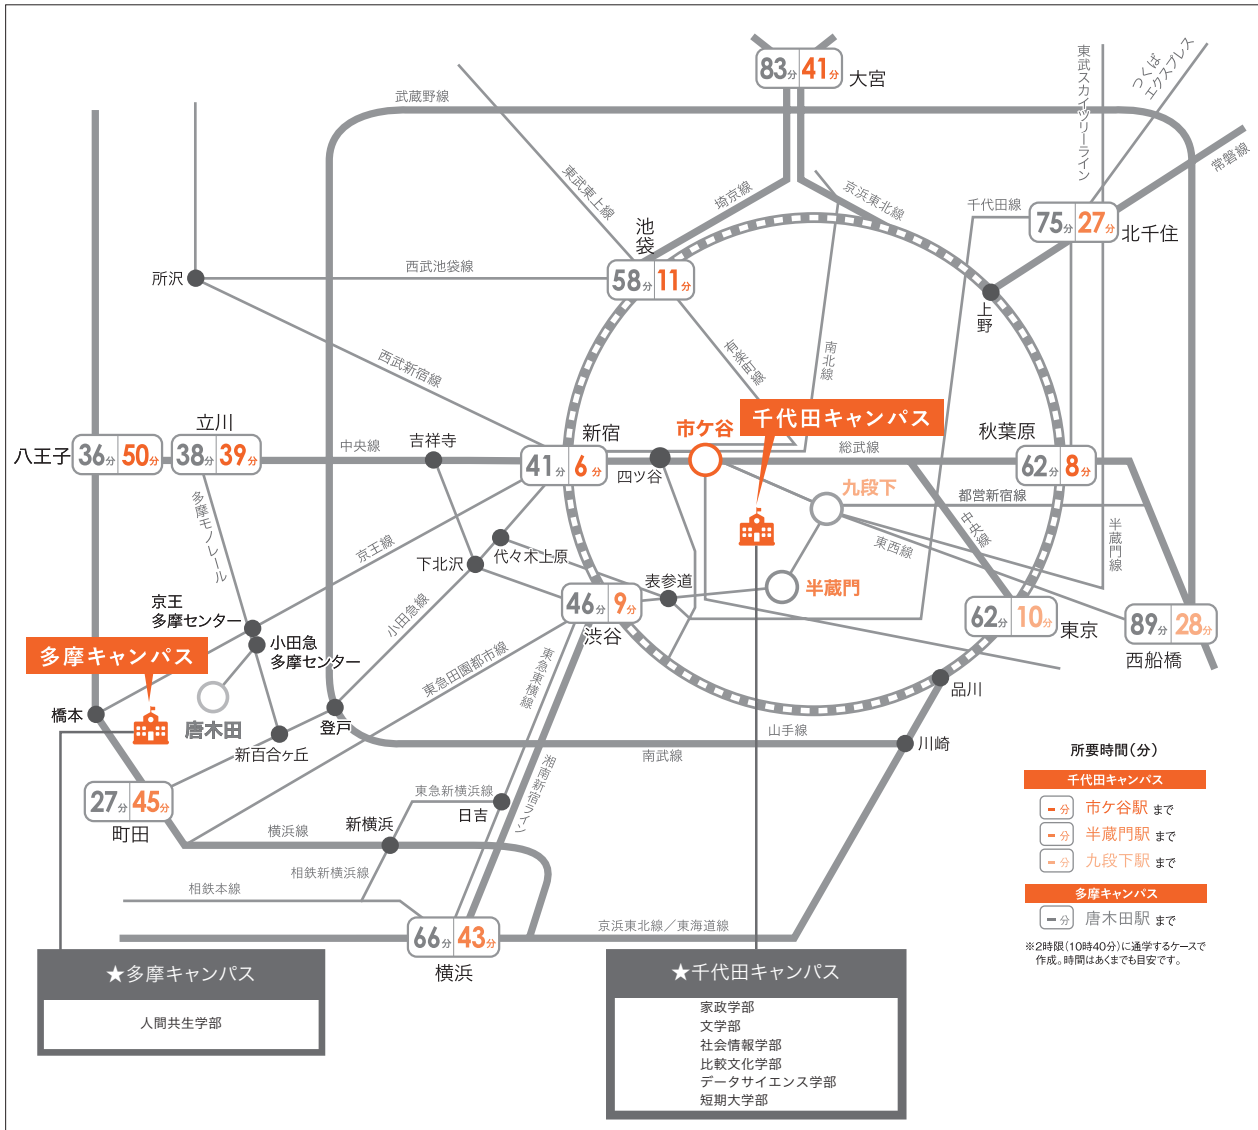 83分 41分
大宮
東武スカイツリーライン
つくば
エクスプレス
武蔵野線
常磐線
東武東上線
埼京線
京浜東北線
千代田線
75分 27分
北千住
池
袋
所沢
西武池袋線
58分 11分
上
野
西武新宿線
有楽町線
南北線
千代田キャンパス
立川
八王子
36分 50分
38分 39分
中央線
吉祥寺
新宿
41分 6分
四ツ谷
市ケ谷
総武線
秋葉原
62分 8分
九段下
都営新宿線
多摩モノレール
京王線
下北沢
代々木上原
東西線
中央線
半蔵門線
表参道
半蔵門
京王
多摩センター
小田急線
46分 9分
渋谷
62分 10分
東京
89分 28分
西船橋
多摩キャンパス
小田急
多摩センター
東急田園都市線
東急東横線
唐木田
橋本
登戸
新百合ヶ丘
品川
山手線
川崎
南武線
湘南新宿ライン
27分 45分
町田
東急新横浜線
日吉
新横浜
横浜線
相鉄新横浜線
相鉄本線
66分 43分
横浜
京浜東北線／東海道線
所要時間（分）
千代田キャンパス
- 分 市ケ谷駅 まで
- 分 半蔵門駅 まで
- 分 九段下駅 まで
多摩キャンパス
- 分 唐木田駅 まで
※2時限（10時40分）に通学するケースで
作成。時間はあくまでも目安です。
★多摩キャンパス
人間共生学部
★千代田キャンパス
家政学部
文学部
社会情報学部
比較文化学部
データサイエンス学部
短期大学部